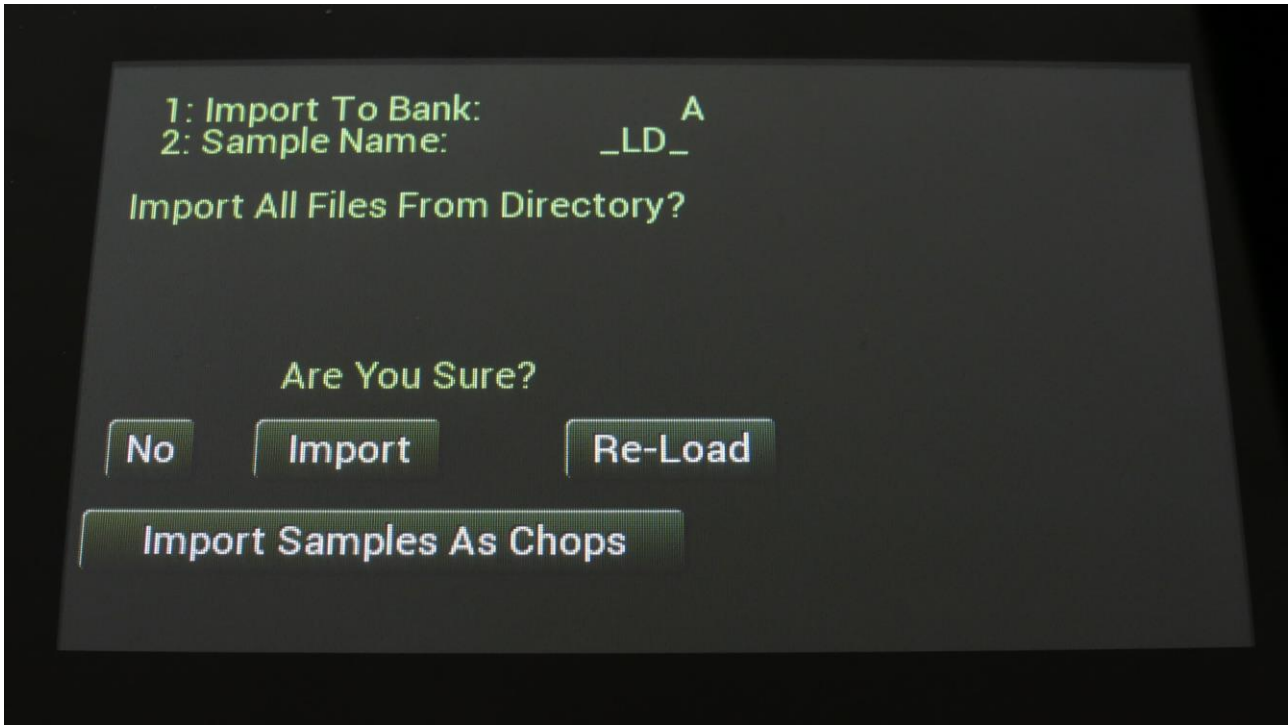 1: Import To Bank: A
2: Sample Name: _LD_
Import All Files From Directory?
Are You Sure?
No Import Re-Load
Import Samples As Chops